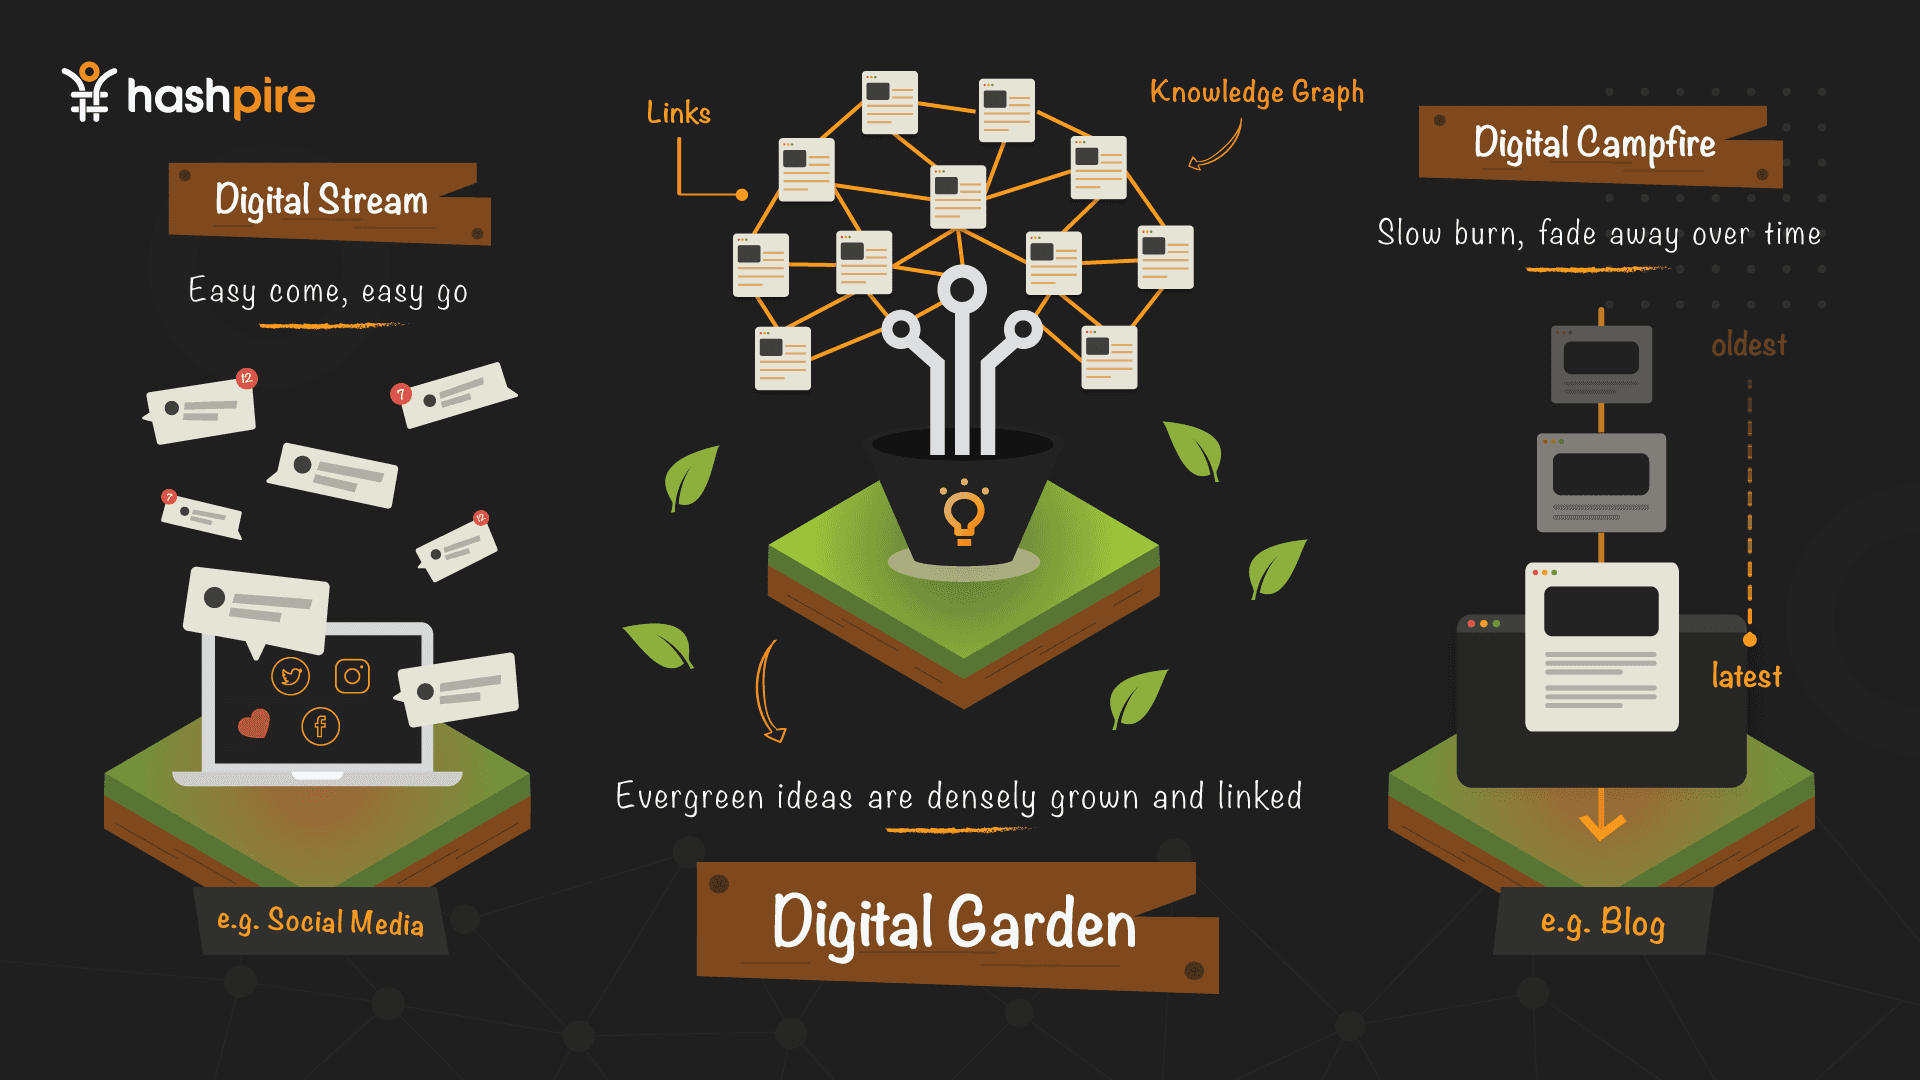 hashpire
Digital Stream
Easy come, easy go
12
7
7
12
e.g. Social Media
Links
Knowledge Graph
Evergreen ideas are densely grown and linked
Digital Garden
Digital Campfire
Slow burn, fade away over time
oldest
latest
e.g. Blog